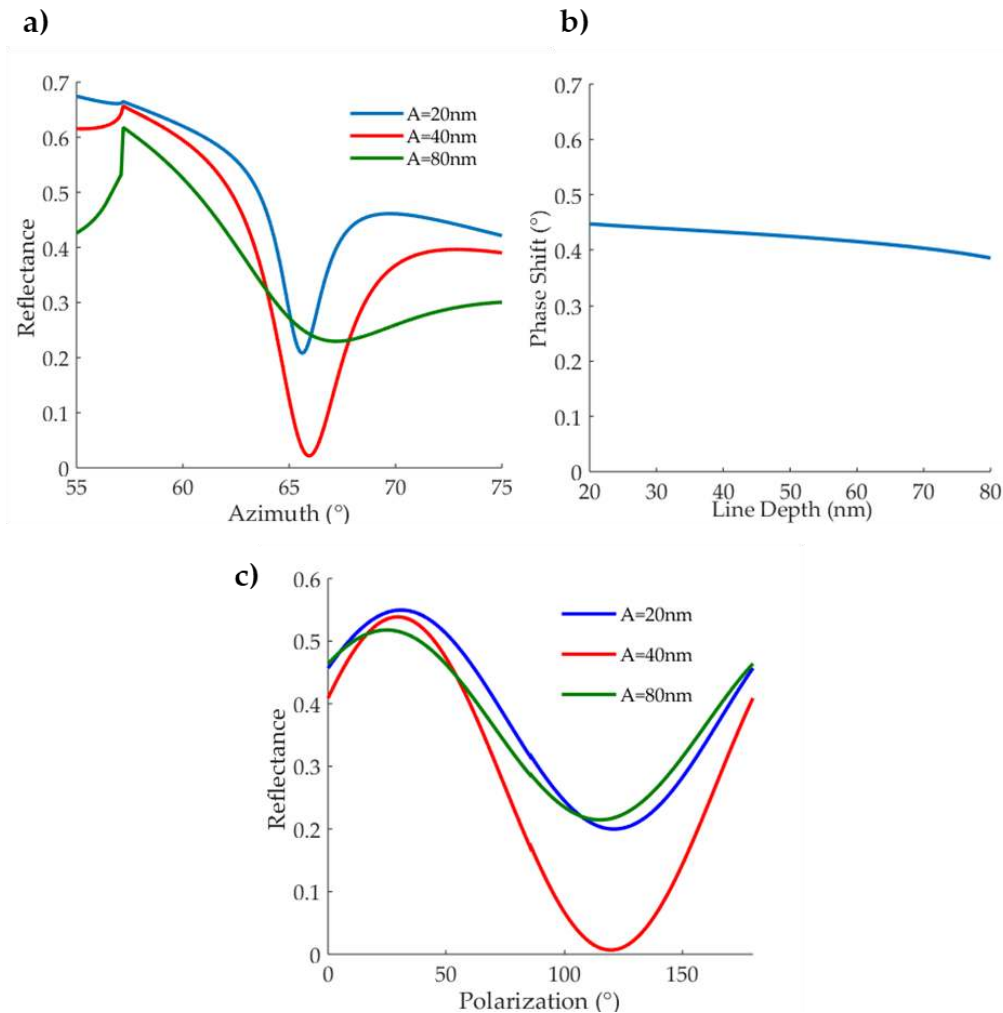 a)
0.7
0.6
0.5
0.4
0.3
0.2
0.1
0
Reflectance
55
60
65
70
75
Azimuth (°)
A=20nm
A=40nm
A=80nm
b)
0.7
0.6
0.5
0.4
0.3
0.2
0.1
0
Phase Shift (°)
20
30
40
50
60
70
80
Line Depth (nm)
c)
0.6
0.5
0.4
0.3
0.2
0.1
0
Reflectance
0
50
100
150
Polarization (°)
A=20nm
A=40nm
A=80nm